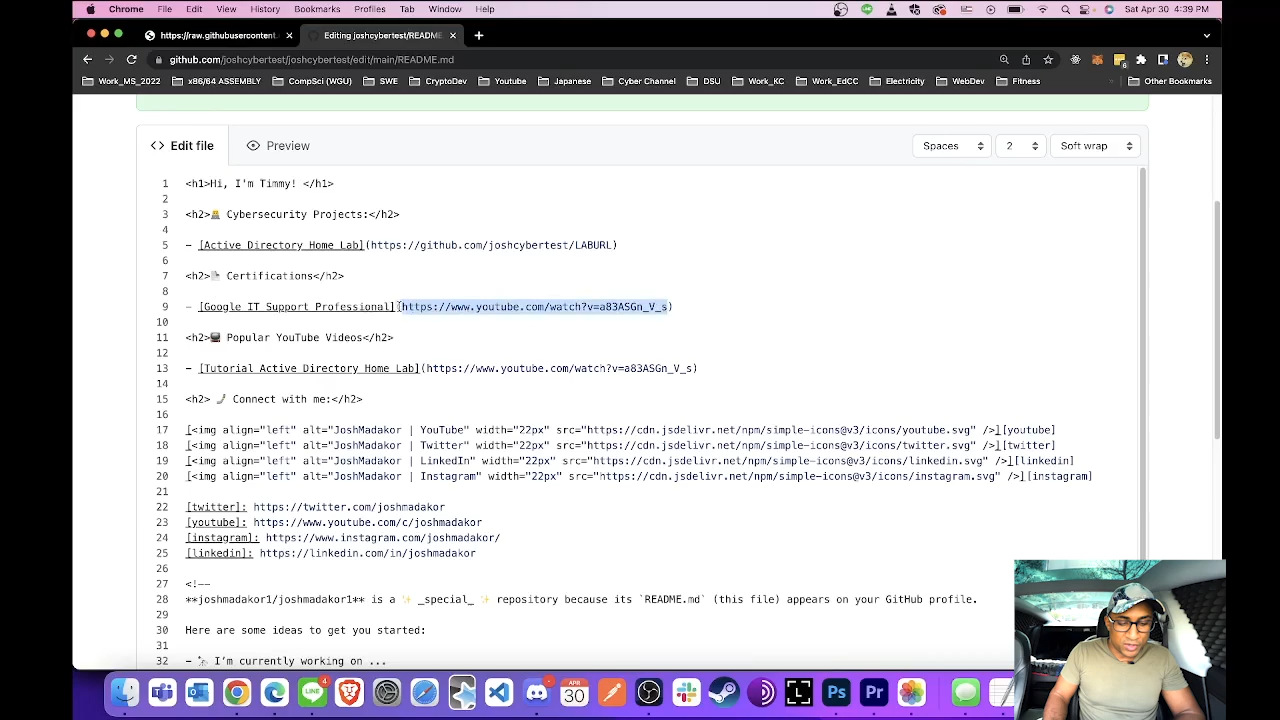 Chrome File Edit View History Bookmarks Profiles Tab Window Help Sat Apr 30 4:39 PM
https://raw.githubusercontent. Editing joshcybertest/README
github.com/joshcybertest/joshcybertest/edit/main/README.md
Work_MS_2022 x86/64 ASSEMBLY CompSci (WGU) SWE CryptoDev Youtube Japanese Cyber Channel DSU Work_KC Work_EdCC Electricity WebDev Fitness » Other Bookmarks
<> Edit file Preview Spaces 2 Soft wrap
1 <h1>Hi, I'm Timmy! </h1>
2
3 <h2>👨‍💻 Cybersecurity Projects:</h2>
4
5 - [Active Directory Home Lab](https://github.com/joshcybertest/LABURL)
6
7 <h2>📄 Certifications</h2>
8
9 - [Google IT Support Professional](https://www.youtube.com/watch?v=a83ASGn_V_s)
10
11 <h2>📺 Popular YouTube Videos</h2>
12
13 - [Tutorial Active Directory Home Lab](https://www.youtube.com/watch?v=a83ASGn_V_s)
14
15 <h2> 🤳 Connect with me:</h2>
16
17 [<img align="left" alt="JoshMadakor | YouTube" width="22px" src="https://cdn.jsdelivr.net/npm/simple-icons@v3/icons/youtube.svg" />][youtube]
18 [<img align="left" alt="JoshMadakor | Twitter" width="22px" src="https://cdn.jsdelivr.net/npm/simple-icons@v3/icons/twitter.svg" />][twitter]
19 [<img align="left" alt="JoshMadakor | LinkedIn" width="22px" src="https://cdn.jsdelivr.net/npm/simple-icons@v3/icons/linkedin.svg" />][linkedin]
20 [<img align="left" alt="JoshMadakor | Instagram" width="22px" src="https://cdn.jsdelivr.net/npm/simple-icons@v3/icons/instagram.svg" />][instagram]
21
22 [twitter]: https://twitter.com/joshmadakor
23 [youtube]: https://www.youtube.com/c/joshmadakor
24 [instagram]: https://www.instagram.com/joshmadakor/
25 [linkedin]: https://linkedin.com/in/joshmadakor
26
27 <!--
28 **joshmadakor1/joshmadakor1** is a ✨ _special_ ✨ repository because its `README.md` (this file) appears on your GitHub profile.
29
30 Here are some ideas to get you started:
31
32 - 🔭 I'm currently working on ...
LINE 4 APR 30 L Ps Pr